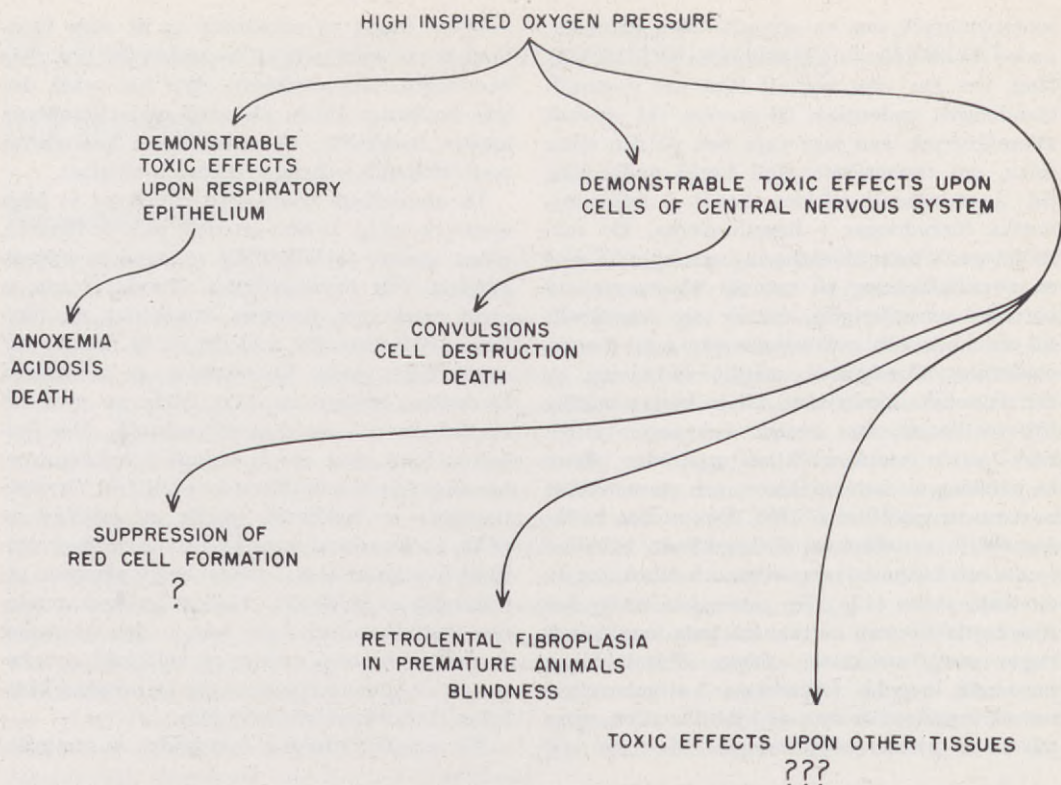 HIGH INSPIRED OXYGEN PRESSURE
DEMONSTRABLE
TOXIC EFFECTS
UPON RESPIRATORY
EPITHELIUM
DEMONSTRABLE TOXIC EFFECTS UPON
CELLS OF CENTRAL NERVOUS SYSTEM
ANOXEMIA
ACIDOSIS
DEATH
CONVULSIONS
CELL DESTRUCTION
DEATH
SUPPRESSION OF
RED CELL FORMATION
?
RETROLENTAL FIBROPLASIA
IN PREMATURE ANIMALS
BLINDNESS
TOXIC EFFECTS UPON OTHER TISSUES
???